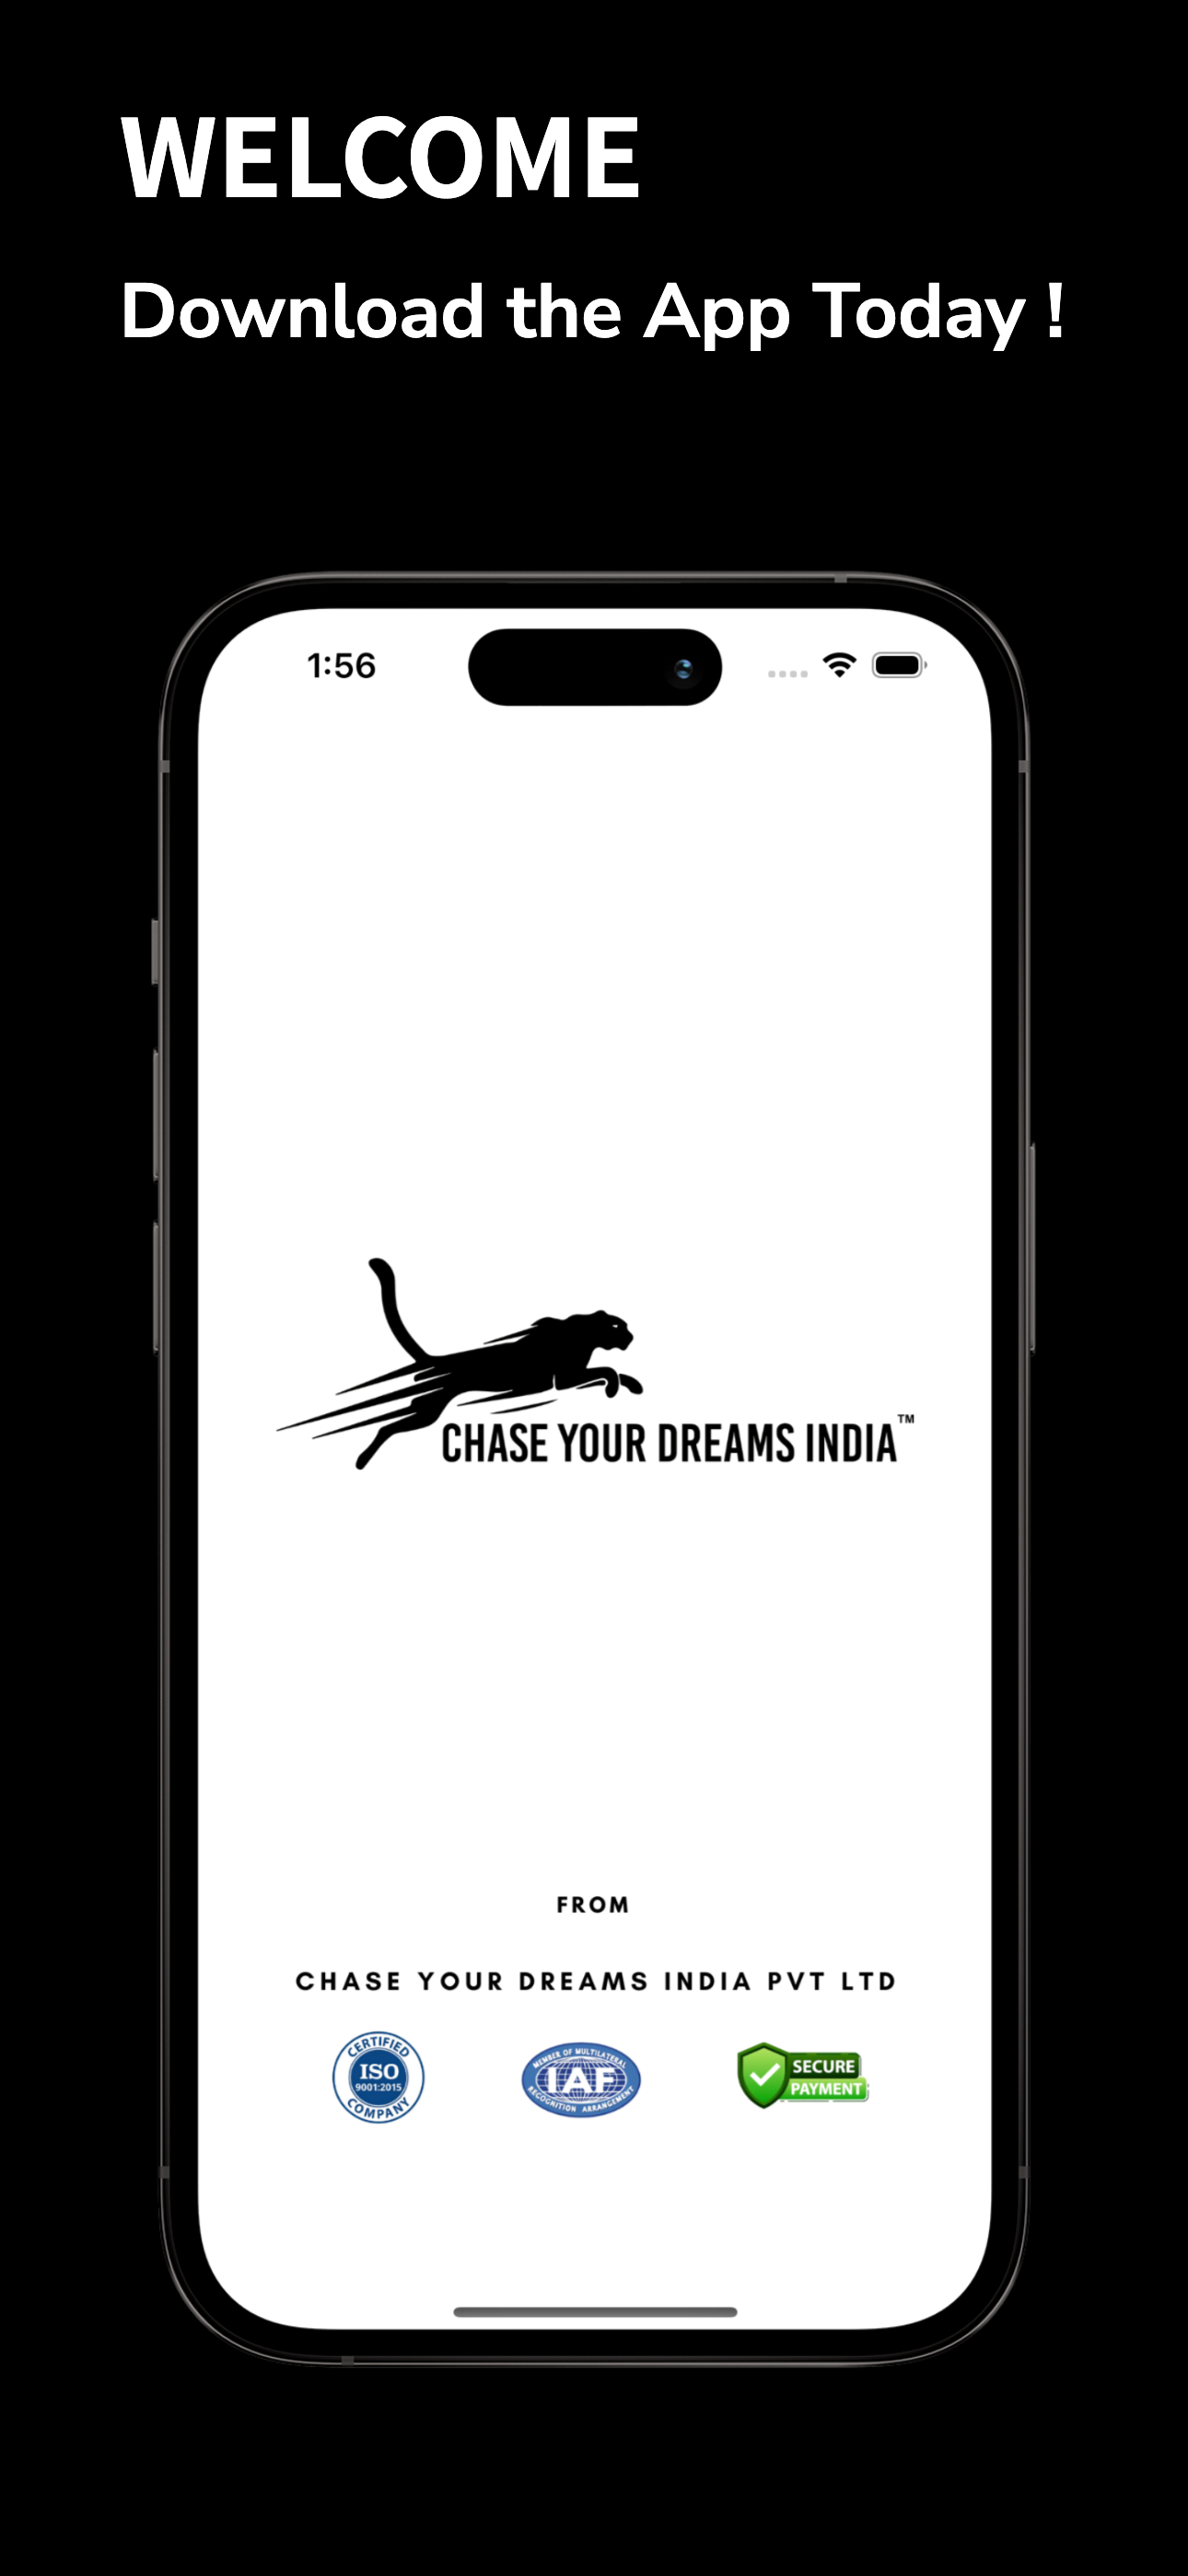 WELCOME
Download the App Today !
1:56
CHASE YOUR DREAMS INDIA™
FROM
CHASE YOUR DREAMS INDIA PVT LTD
CERTIFIED
ISO
9001:2015
COMPANY
MEMBER OF MULTILATERAL
IAF
RECOGNITION ARRANGEMENT
SECURE
PAYMENT